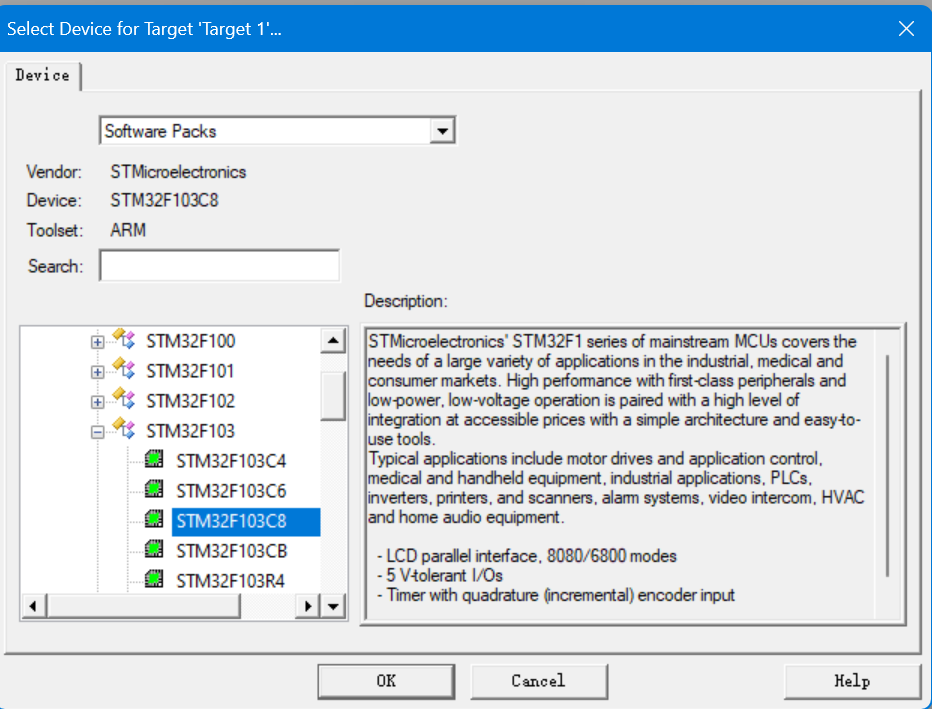 Select Device for Target 'Target 1'...
Device
Software Packs
Vendor: STMicroelectronics
Device: STM32F103C8
Toolset: ARM
Search:
STM32F100
STM32F101
STM32F102
STM32F103
STM32F103C4
STM32F103C6
STM32F103C8
STM32F103CB
STM32F103R4
Description:
STMicroelectronics' STM32F1 series of mainstream MCUs covers the
needs of a large variety of applications in the industrial, medical and
consumer markets. High performance with first-class peripherals and
low-power, low-voltage operation is paired with a high level of
integration at accessible prices with a simple architecture and easy-to-
use tools.
Typical applications include motor drives and application control,
medical and handheld equipment, industrial applications, PLCs,
inverters, printers, and scanners, alarm systems, video intercom, HVAC
and home audio equipment.
- LCD parallel interface, 8080/6800 modes
- 5 V-tolerant I/Os
- Timer with quadrature (incremental) encoder input
OK
Cancel
Help